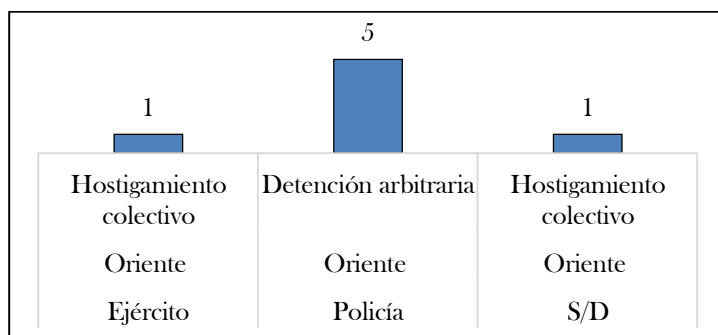 5
1
1
Hostigamiento
colectivo
Detención arbitraria
Hostigamiento
colectivo
Oriente
Oriente
Oriente
Ejército
Policía
S/D